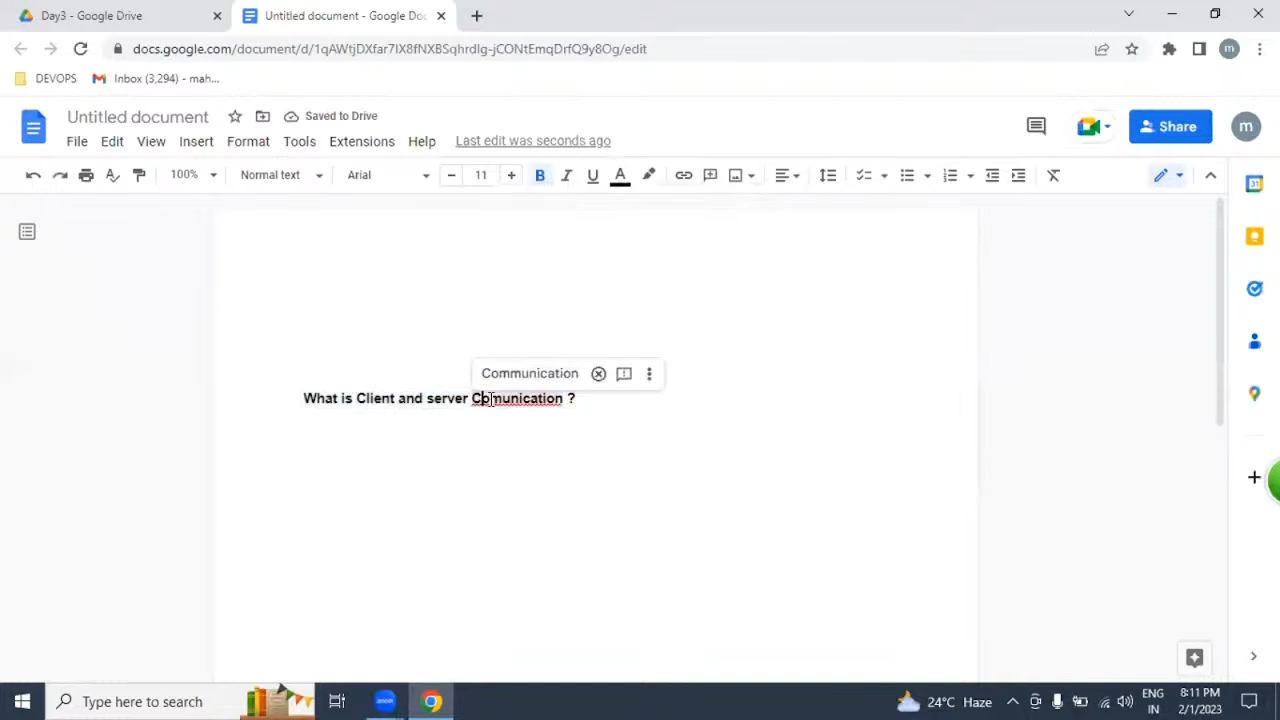 Day3 - Google Drive
Untitled document - Google Doc
docs.google.com/document/d/1qAWtjDXfar7lX8fNXBSqhrdlg-jCONtEmqDrfQ9y8Og/edit
m
DEVOPS
Inbox (3,294) - mah...
Untitled document
Saved to Drive
File Edit View Insert Format Tools Extensions Help Last edit was seconds ago
Share
m
100% Normal text Arial 11 B I U A
31
Communication
What is Client and server Comunication ?
Type here to search
zoom
24°C Haze
ENG
IN
8:11 PM
2/1/2023